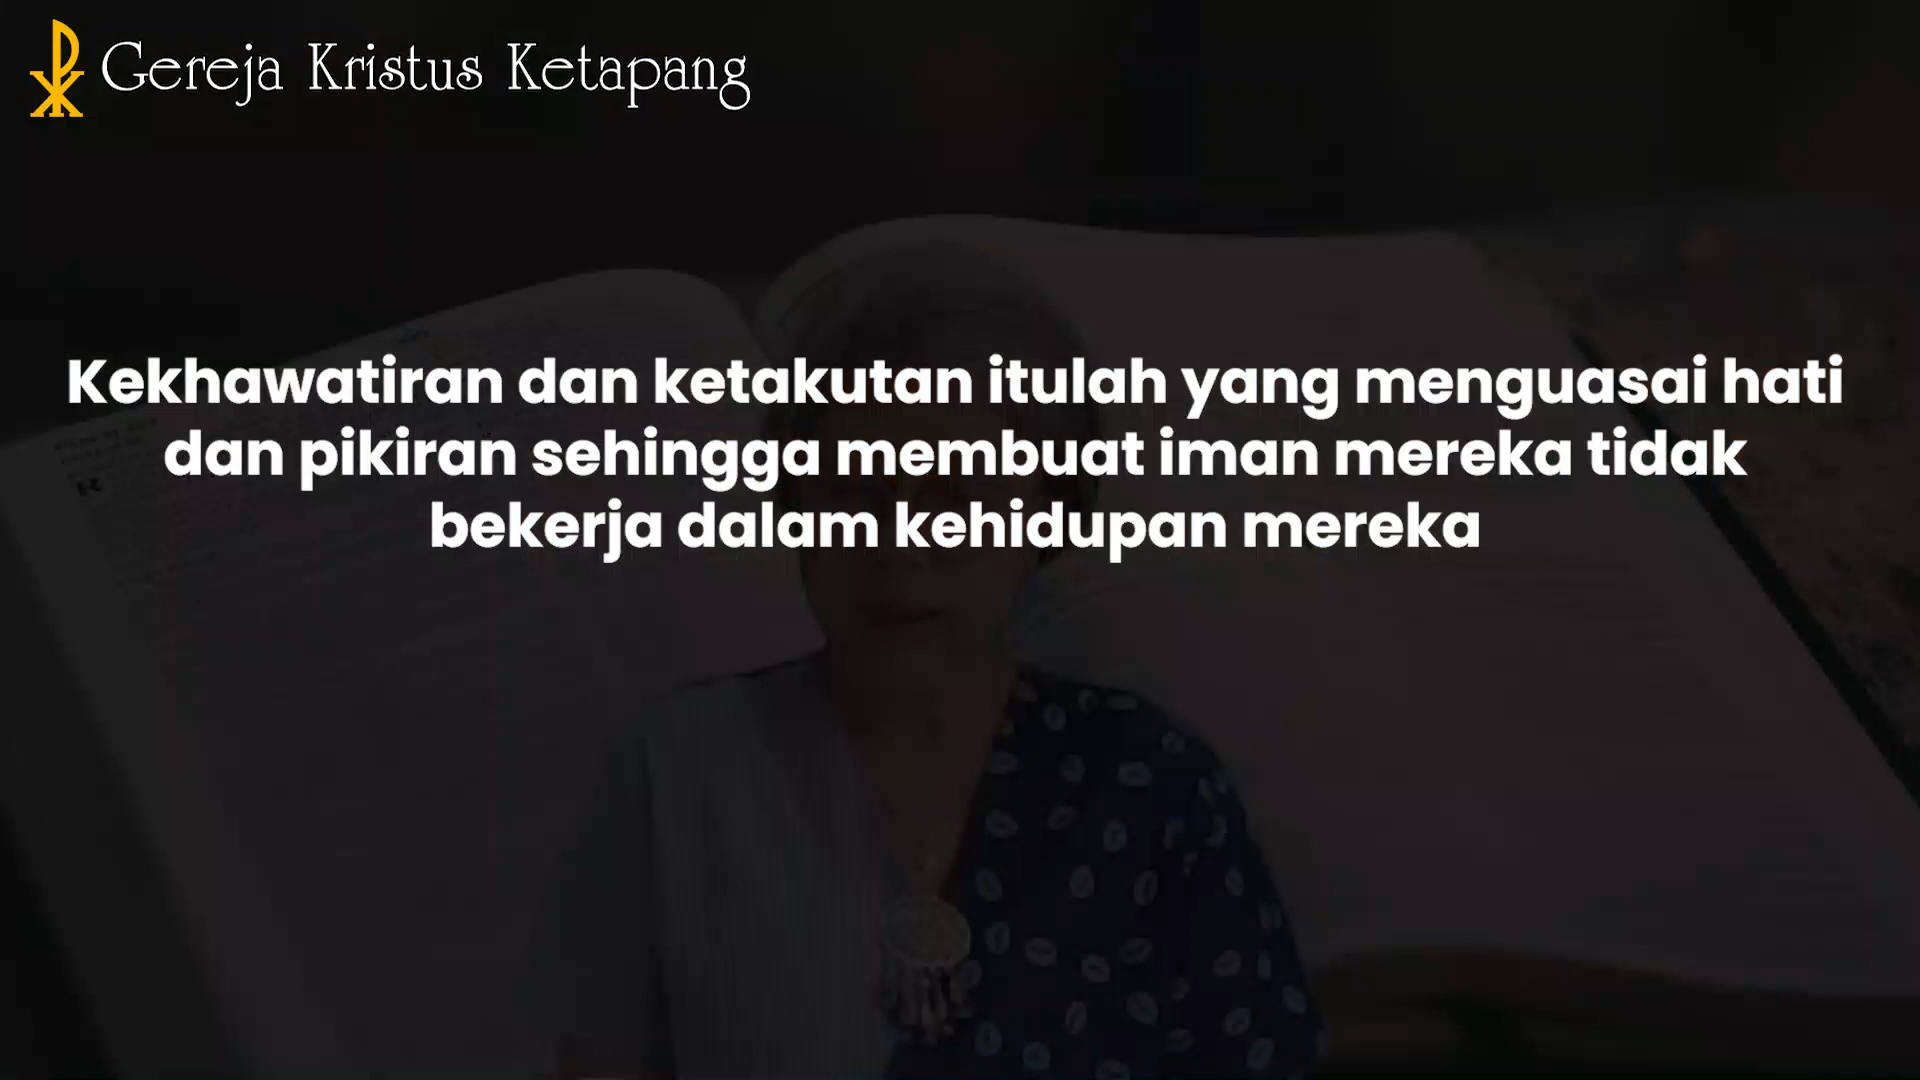 Gereja Kristus Ketapang
Kekhawatiran dan ketakutan itulah yang menguasai hati
dan pikiran sehingga membuat iman mereka tidak
bekerja dalam kehidupan mereka